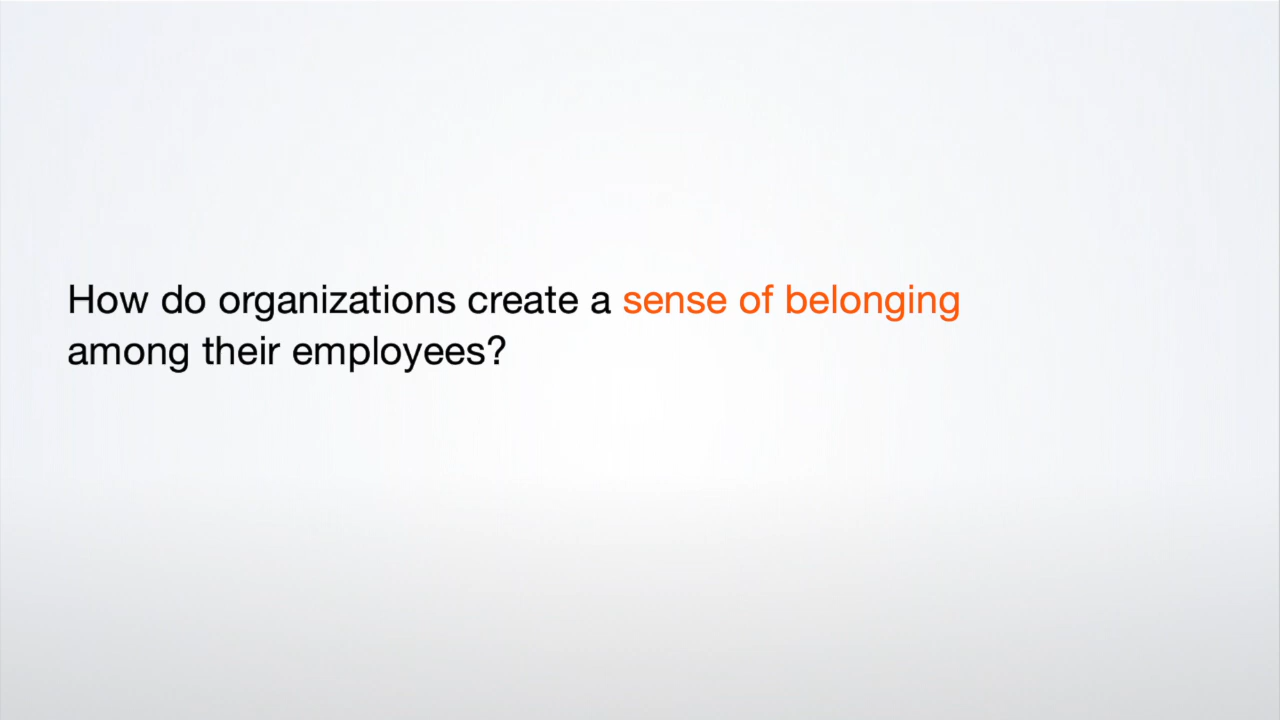 How do organizations create a sense of belonging
among their employees?